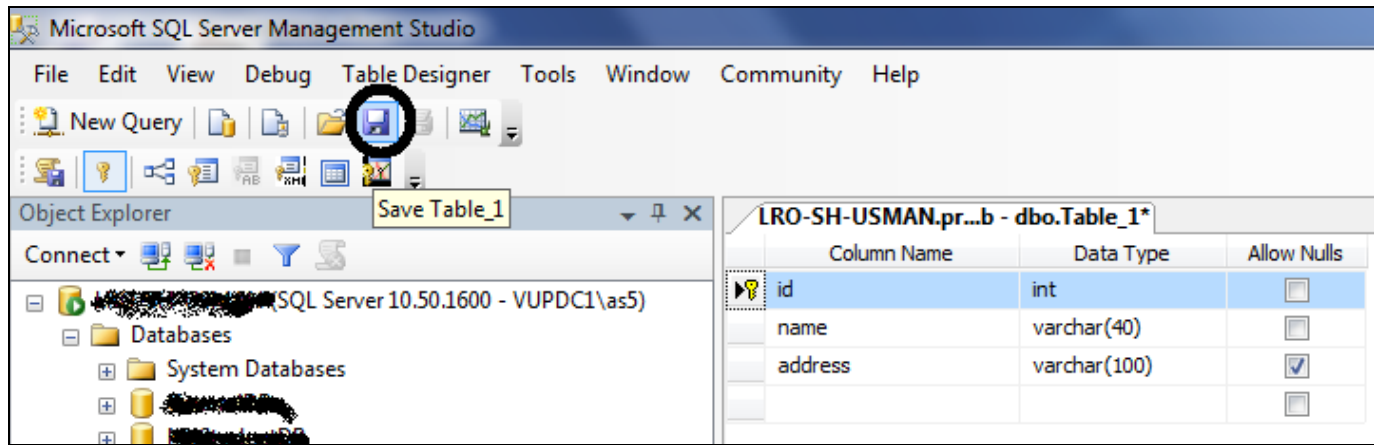 Microsoft SQL Server Management Studio
File Edit View Debug Table Designer Tools Window Community Help
New Query
Save Table_1
Object Explorer
Connect
(SQL Server 10.50.1600 - VUPDC1\as5)
Databases
System Databases
LRO-SH-USMAN.pr...b - dbo.Table_1*
Column Name Data Type Allow Nulls
id int
name varchar(40)
address varchar(100)